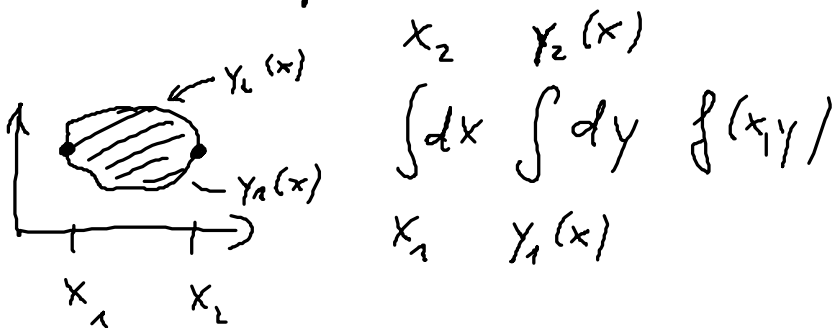 y₂(x)
y₁(x)
x₁ x₂
x₂ y₂(x)
∫dx ∫dy f(x,y)
x₁ y₁(x)